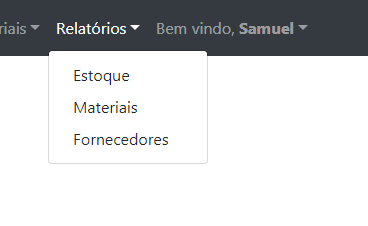 riais Relatórios Bem vindo, Samuel
Estoque
Materiais
Fornecedores